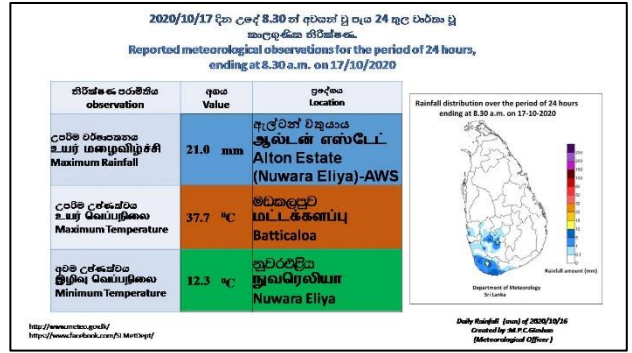 2020/10/17 දින උදේ 8.30 න් අවසන් වූ පැය 24 තුල වාර්තා වූ
කාලගුණික නිරීක්ෂණ.
Reported meteorological observations for the period of 24 hours,
ending at 8.30 a.m. on 17/10/2020
නිරීක්ෂණ පරාමිතිය
observation
අගය
Value
ප්‍රදේශය
Location
උපරිම වර්ෂාපතනය
உயர் மழைவீழ்ச்சி
Maximum Rainfall
21.0 mm
ඇල්ටන් වතුයාය
ஆல்டன் எஸ்டேட்
Alton Estate
(Nuwara Eliya)-AWS
උපරිම උෂ්ණත්වය
உயர் வெப்பநிலை
Maximum Temperature
37.7 ⁰C
මඩකලපුව
மட்டக்களப்பு
Batticaloa
අවම උෂ්ණත්වය
இழிவு வெப்பநிலை
Minimum Temperature
12.3 ⁰C
නුවරඑළිය
நுவரெலியா
Nuwara Eliya
Rainfall distribution over the period of 24 hours
ending at 8.30 a.m. on 17-10-2020
Rainfall amount (mm)
Department of Meteorology
Sri Lanka
http://www.meteo.gov.lk/
https://www.facebook.com/SLMetDept/
Daily Rainfall (mm) of 2020/10/16
Created by :M.P.C.Gimhan
(Meteorological Officer )